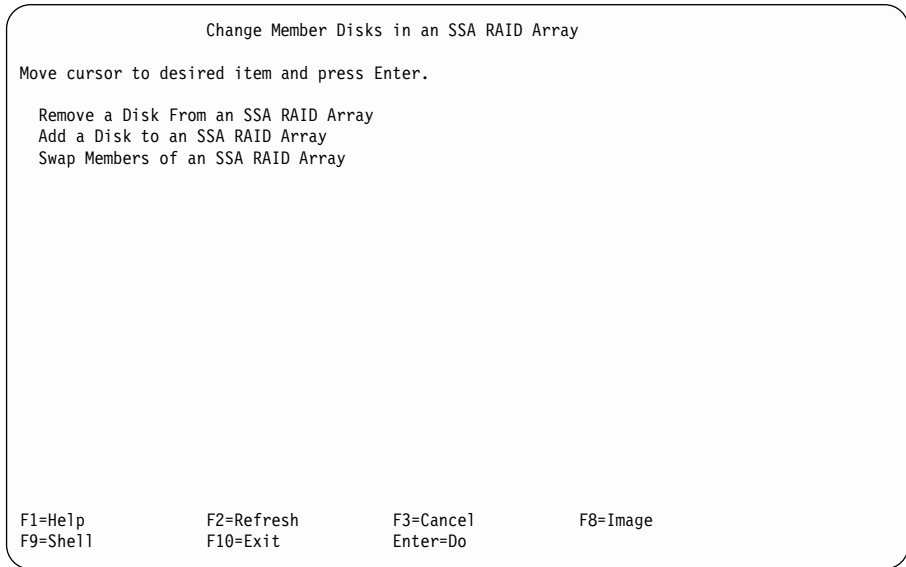 Change Member Disks in an SSA RAID Array
Move cursor to desired item and press Enter.
Remove a Disk From an SSA RAID Array
Add a Disk to an SSA RAID Array
Swap Members of an SSA RAID Array
F1=Help F2=Refresh F3=Cancel F8=Image
F9=Shell F10=Exit Enter=Do